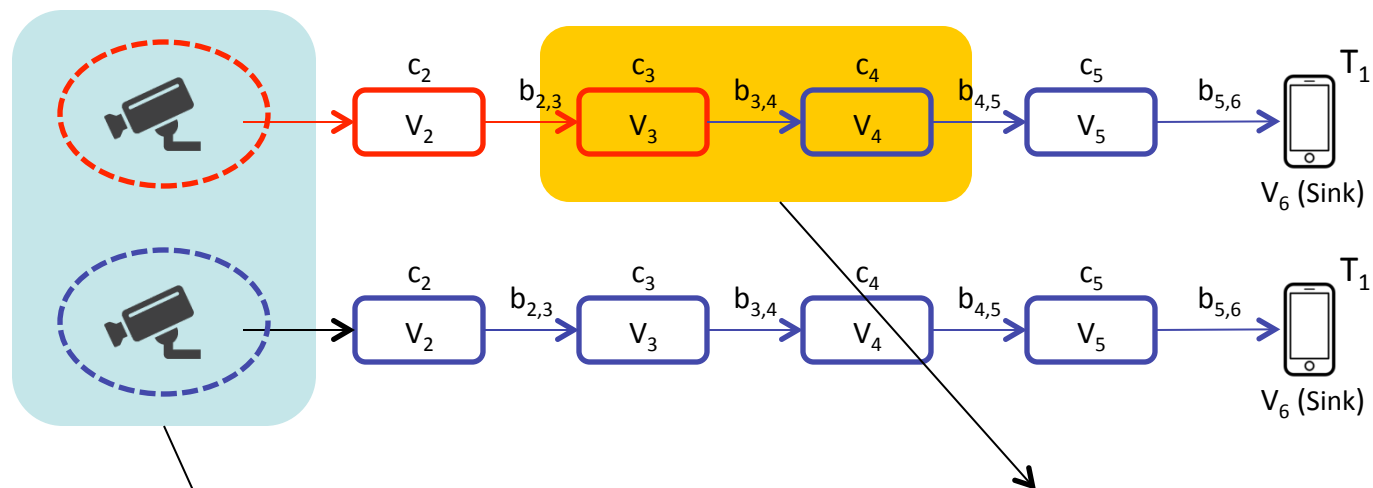 c₂ c₃ c₄ c₅ T₁
b₂,₃ b₃,₄ b₄,₅ b₅,₆
V₂ V₃ V₄ V₅
V₆ (Sink)
c₂ c₃ c₄ c₅ T₁
b₂,₃ b₃,₄ b₄,₅ b₅,₆
V₂ V₃ V₄ V₅
V₆ (Sink)